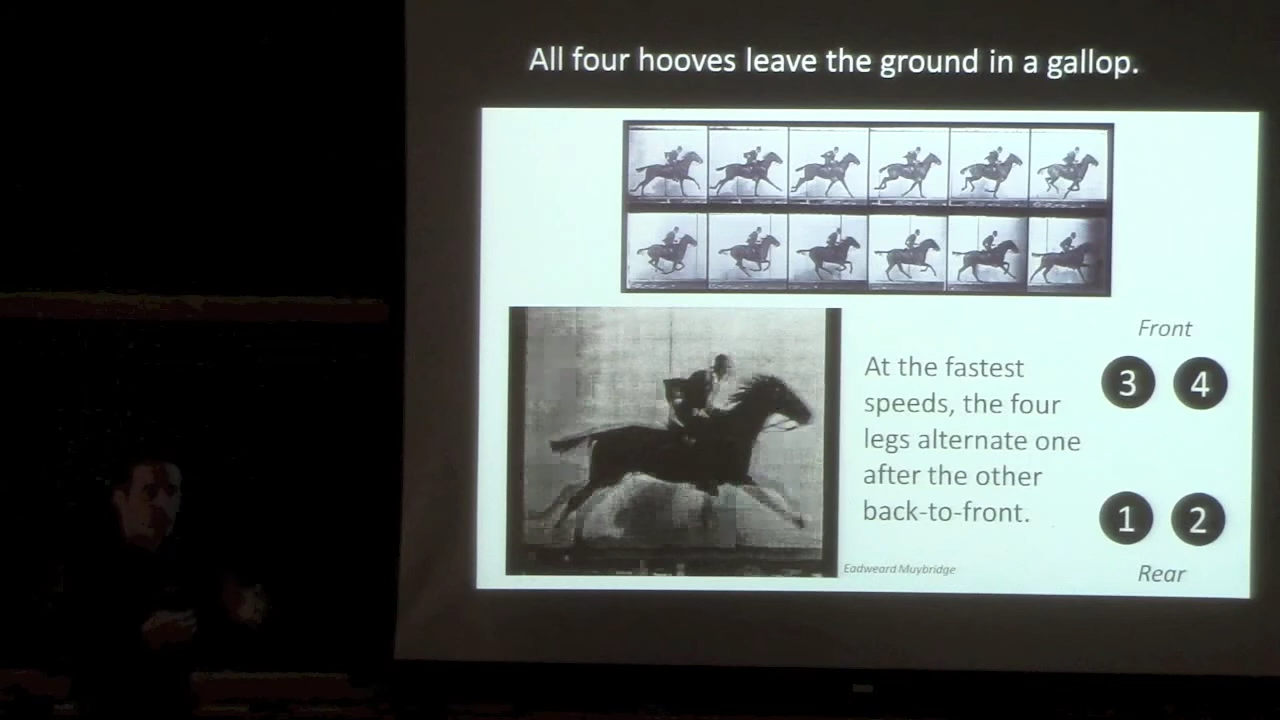 All four hooves leave the ground in a gallop.
Front
At the fastest
speeds, the four
legs alternate one
after the other
back-to-front.
3 4
1 2
Eadweard Muybridge
Rear